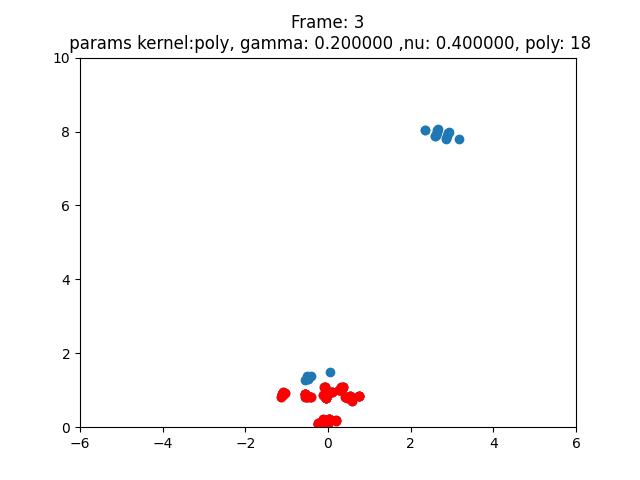 Frame: 3
params kernel:poly, gamma: 0.200000 ,nu: 0.400000, poly: 18
10
8
6
4
2
0
−6 −4 −2 0 2 4 6